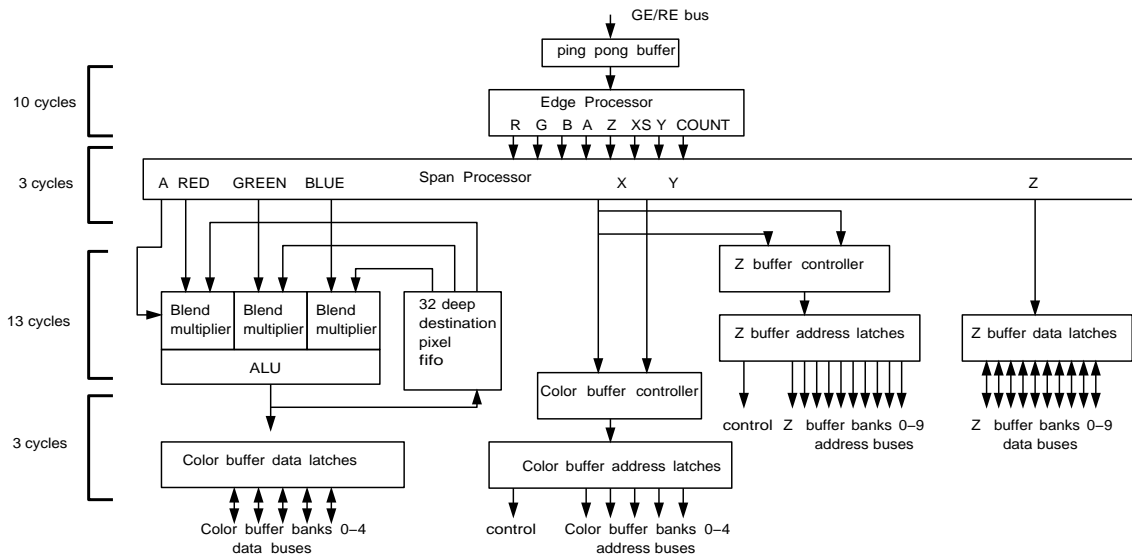 GE/RE bus
ping pong buffer
10 cycles
Edge Processor
R G B A Z XS Y COUNT
3 cycles
Span Processor
A RED GREEN BLUE X Y Z
13 cycles
Blend
multiplier
Blend
multiplier
Blend
multiplier
ALU
32 deep
destination
pixel
fifo
Z buffer controller
Z buffer address latches
Z buffer data latches
control
Z buffer banks 0–9
address buses
Z buffer banks 0–9
data buses
Color buffer controller
3 cycles
Color buffer data latches
Color buffer address latches
Color buffer banks 0–4
data buses
control
Color buffer banks 0–4
address buses